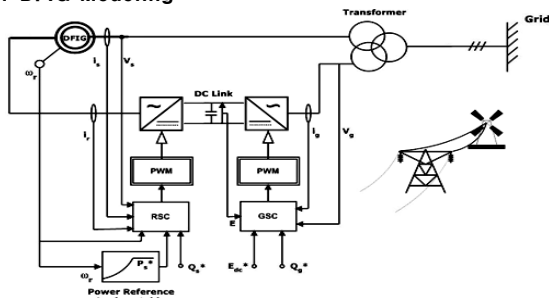 DFIG Modeling
Transformer
Grid
DFIG
ωr
is
Vs
DC Link
ir
ig
Vg
PWM
PWM
RSC
E
GSC
Ps*
ωr
Qs*
Edc*
Qg*
Power Reference